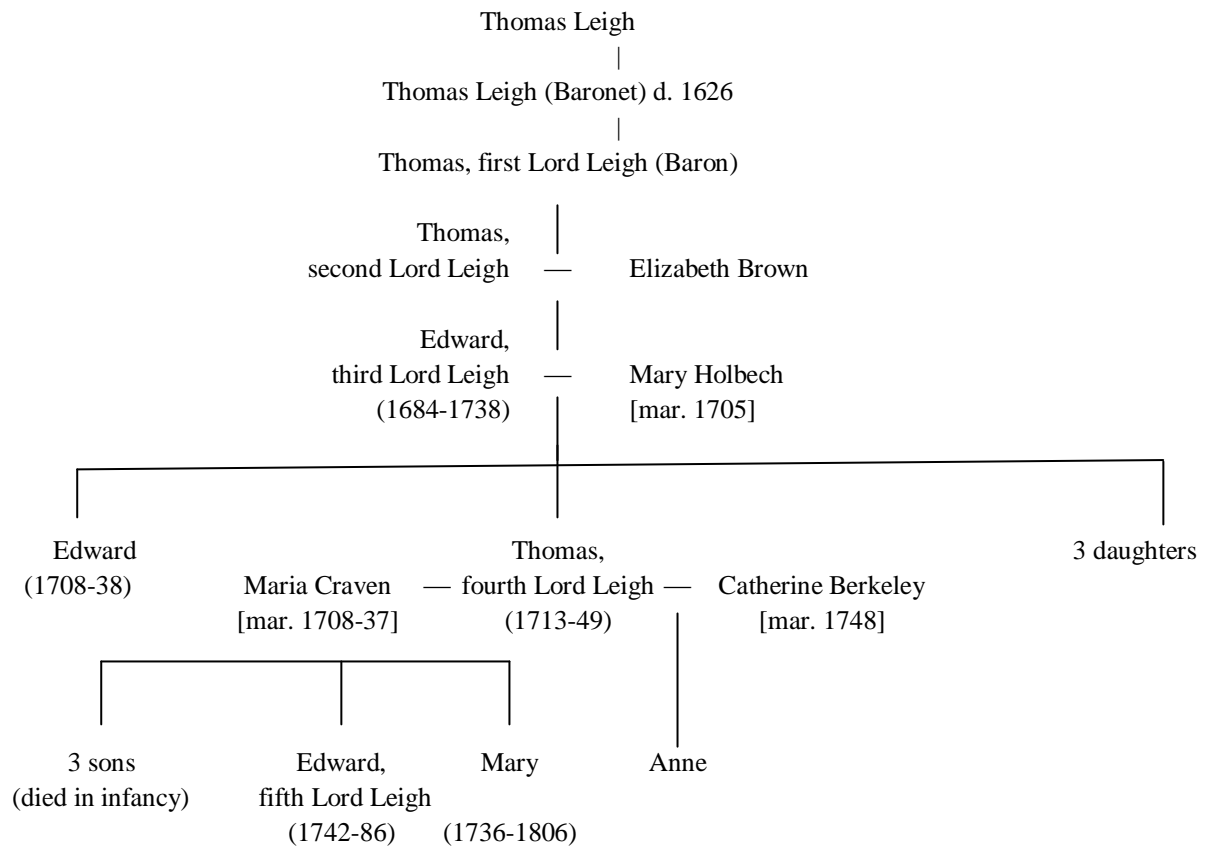 Thomas Leigh
|
Thomas Leigh (Baronet) d. 1626
|
Thomas, first Lord Leigh (Baron)
Thomas,
second Lord Leigh — Elizabeth Brown
Edward,
third Lord Leigh — Mary Holbech
(1684-1738) [mar. 1705]
Edward Thomas, 3 daughters
(1708-38) Maria Craven — fourth Lord Leigh — Catherine Berkeley
[mar. 1708-37] (1713-49) [mar. 1748]
3 sons Edward, Mary Anne
(died in infancy) fifth Lord Leigh
(1742-86) (1736-1806)